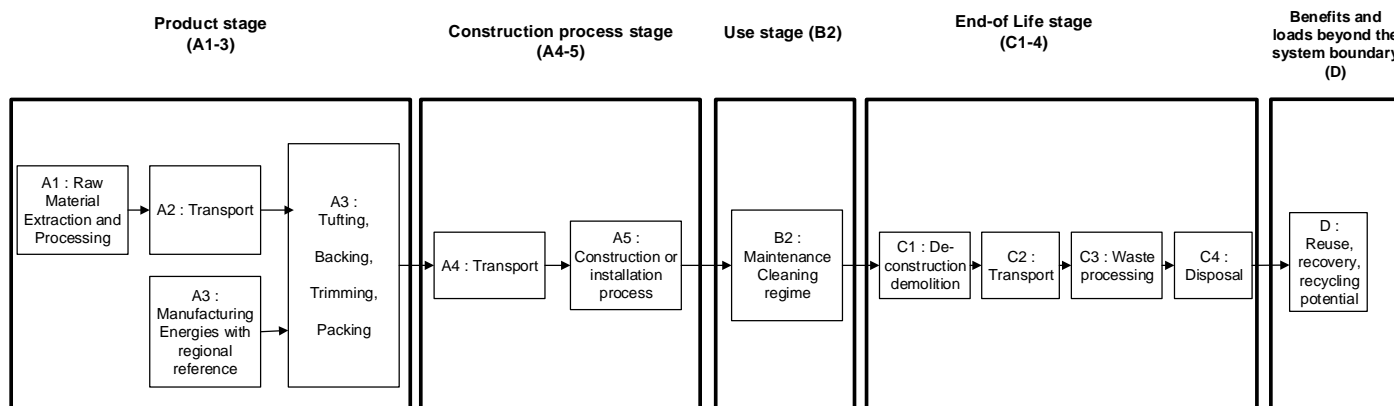 Product stage
(A1-3)
Construction process stage
(A4-5)
Use stage (B2)
End-of Life stage
(C1-4)
Benefits and
loads beyond the
system boundary
(D)
A1 : Raw
Material
Extraction and
Processing
A2 : Transport
A3 :
Manufacturing
Energies with
regional
reference
A3 :
Tufting,
Backing,
Trimming,
Packing
A4 : Transport
A5 :
Construction or
installation
process
B2 :
Maintenance
Cleaning
regime
C1 : De-
construction
demolition
C2 :
Transport
C3 : Waste
processing
C4 :
Disposal
D :
Reuse,
recovery,
recycling
potential